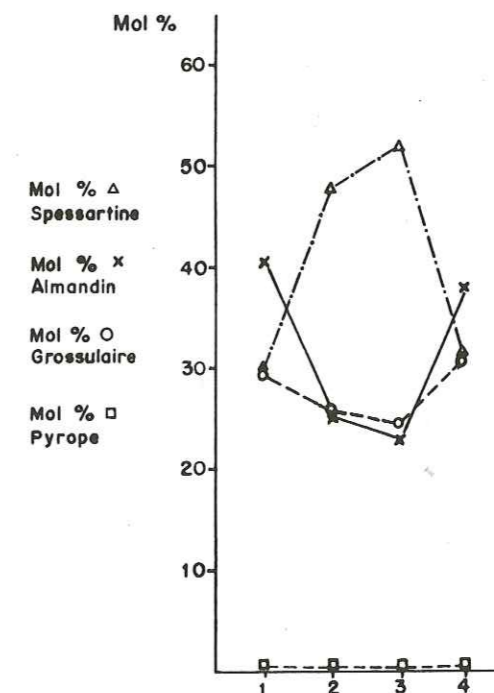 Mol %
60
50
Mol % △
Spessartine
40
Mol % ×
Almandin
Mol % ○
Grossulaire
30
Mol % □
Pyrope
20
10
1 2 3 4